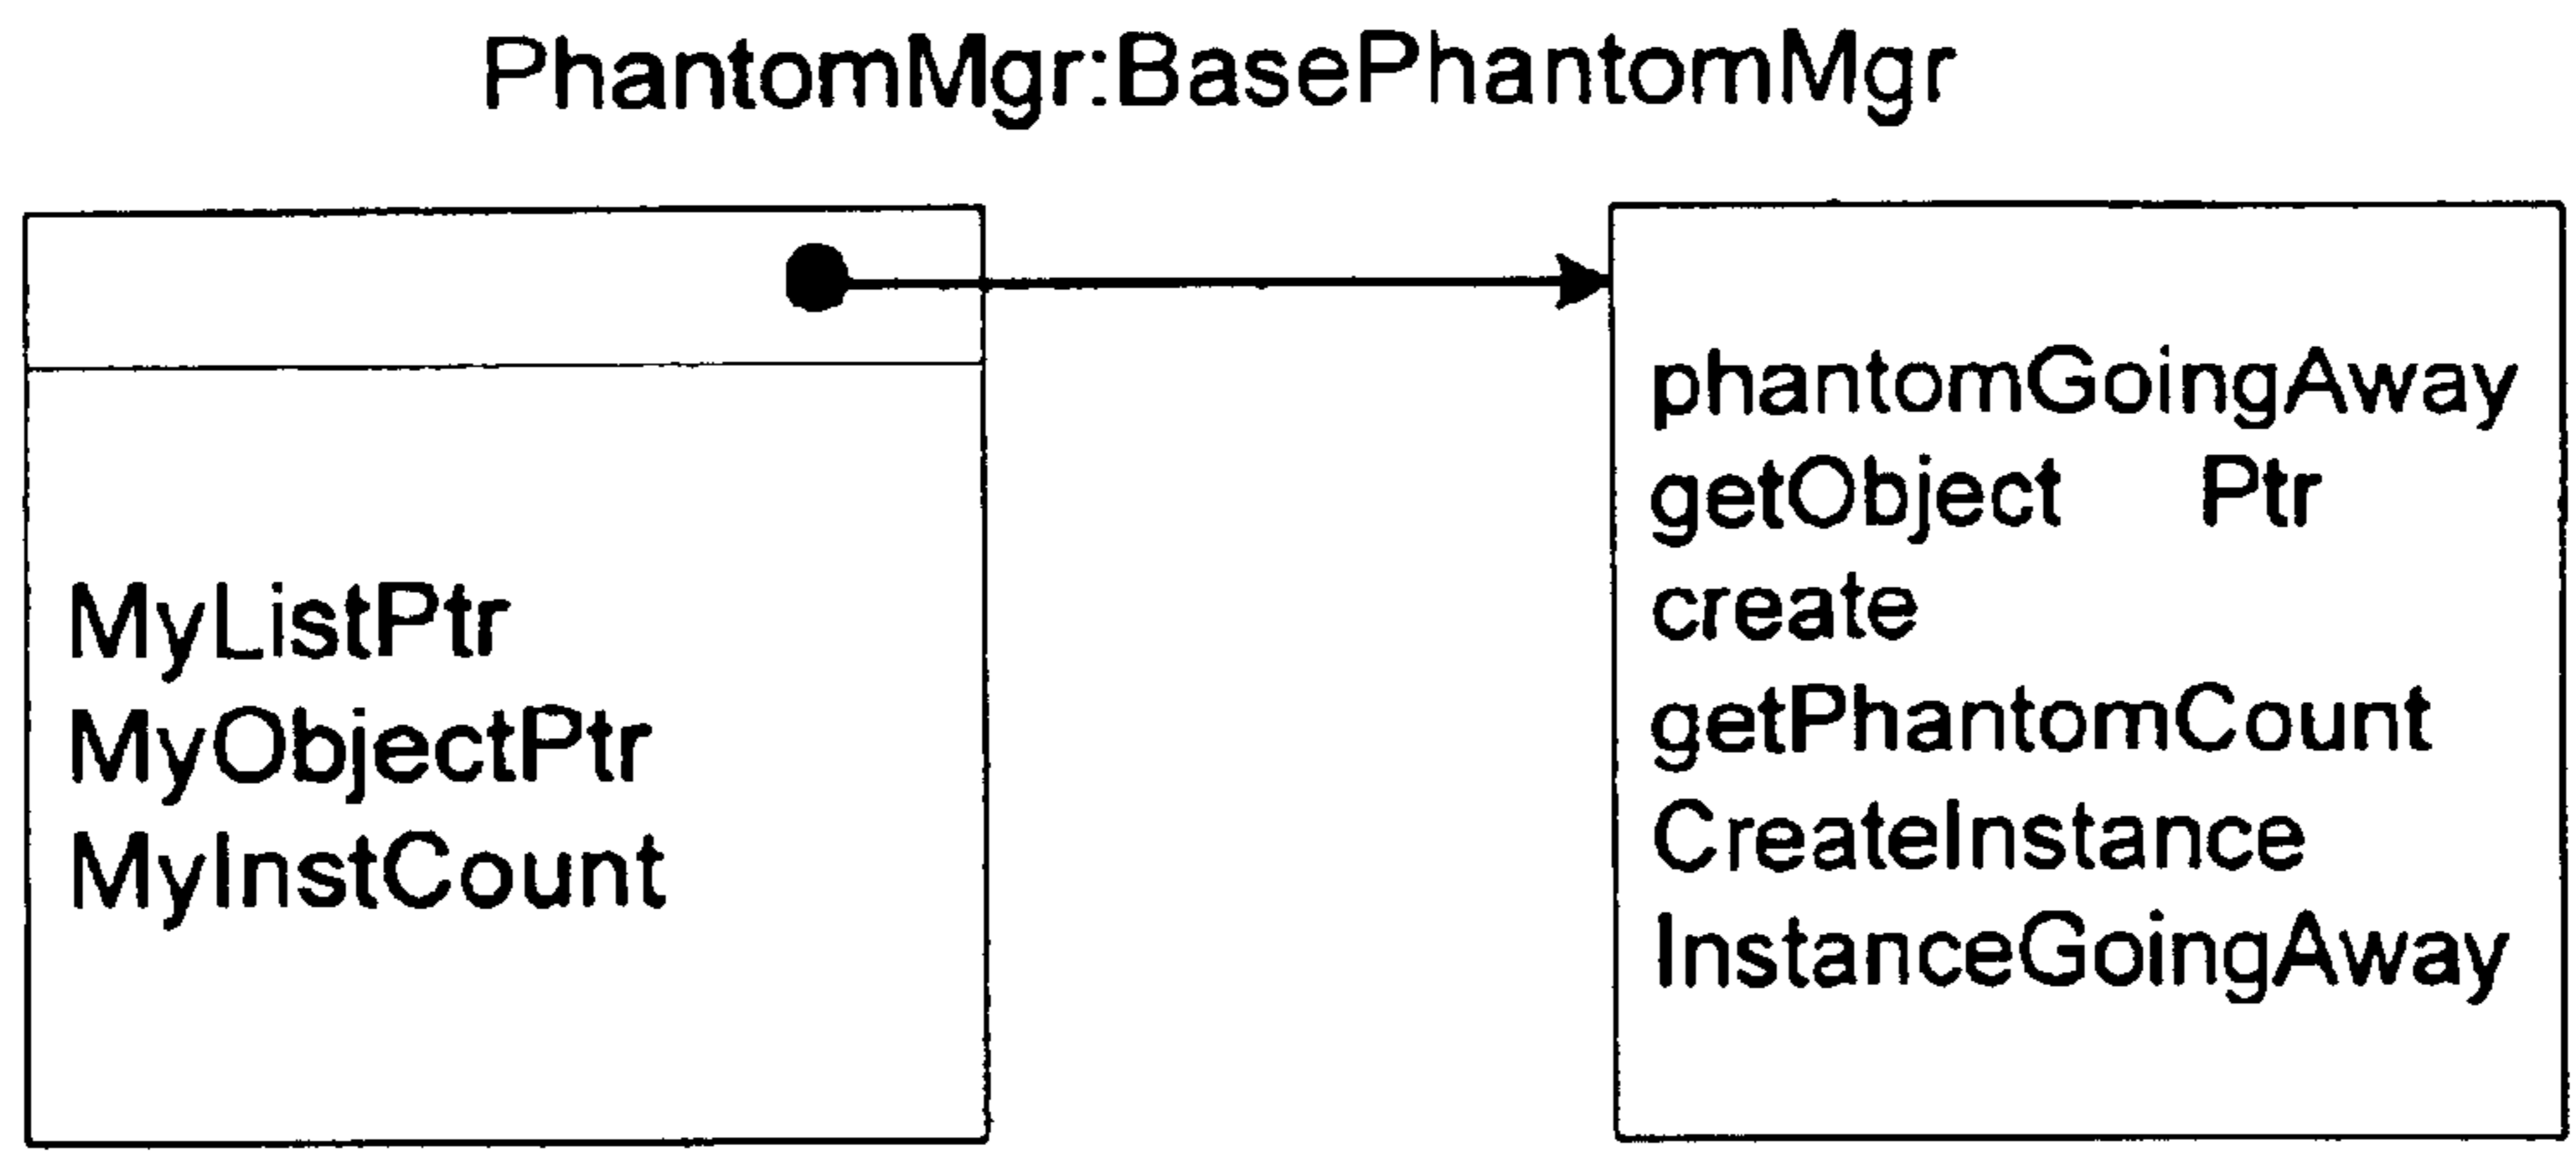 PhantomMgr:BasePhantomMgr
MyListPtr
MyObjectPtr
MyInstCount
phantomGoingAway
getObject Ptr
create
getPhantomCount
CreateInstance
InstanceGoingAway